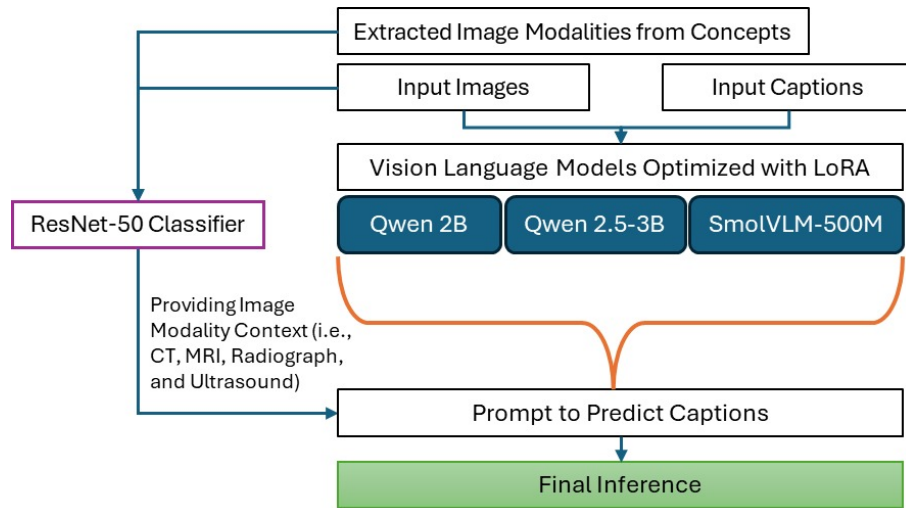 Extracted Image Modalities from Concepts
Input Images
Input Captions
Vision Language Models Optimized with LoRA
ResNet-50 Classifier
Qwen 2B
Qwen 2.5-3B
SmolVLM-500M
Providing Image
Modality Context (i.e.,
CT, MRI, Radiograph,
and Ultrasound)
Prompt to Predict Captions
Final Inference